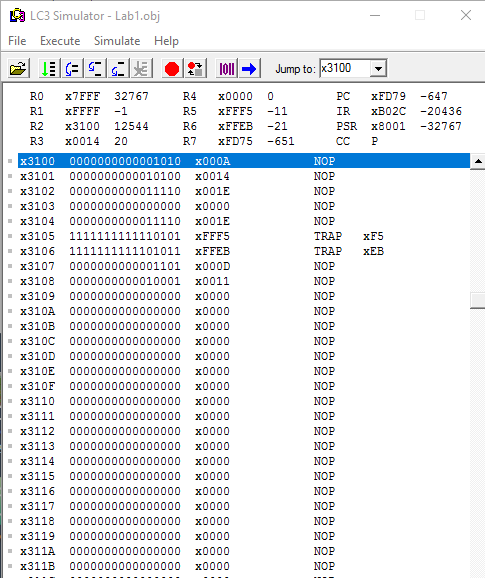 LC3 Simulator - Lab1.obj
File Execute Simulate Help
Jump to: x3100
R0 x7FFF 32767 R4 x0000 0 PC xFD79 -647
R1 xFFFF -1 R5 xFFF5 -11 IR xB02C -20436
R2 x3100 12544 R6 xFFEB -21 PSR x8001 -32767
R3 x0014 20 R7 xFD75 -651 CC P
x3100 0000000000001010 x000A NOP
x3101 0000000000010100 x0014 NOP
x3102 0000000000011110 x001E NOP
x3103 0000000000000000 x0000 NOP
x3104 0000000000011110 x001E NOP
x3105 1111111111110101 xFFF5 TRAP xF5
x3106 1111111111101011 xFFEB TRAP xEB
x3107 0000000000001101 x000D NOP
x3108 0000000000010001 x0011 NOP
x3109 0000000000000000 x0000 NOP
x310A 0000000000000000 x0000 NOP
x310B 0000000000000000 x0000 NOP
x310C 0000000000000000 x0000 NOP
x310D 0000000000000000 x0000 NOP
x310E 0000000000000000 x0000 NOP
x310F 0000000000000000 x0000 NOP
x3110 0000000000000000 x0000 NOP
x3111 0000000000000000 x0000 NOP
x3112 0000000000000000 x0000 NOP
x3113 0000000000000000 x0000 NOP
x3114 0000000000000000 x0000 NOP
x3115 0000000000000000 x0000 NOP
x3116 0000000000000000 x0000 NOP
x3117 0000000000000000 x0000 NOP
x3118 0000000000000000 x0000 NOP
x3119 0000000000000000 x0000 NOP
x311A 0000000000000000 x0000 NOP
x311B 0000000000000000 x0000 NOP